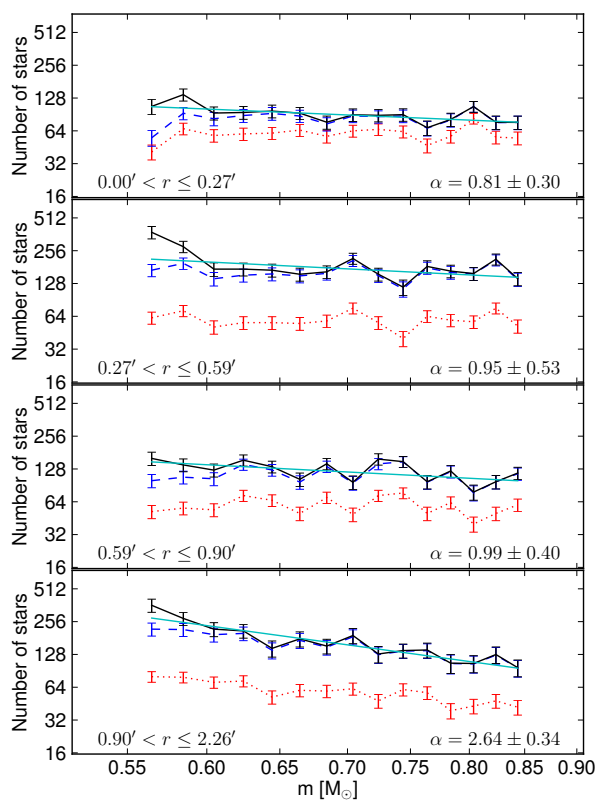 512
256
128
64
32
16
Number of stars
0.00′ < r ≤ 0.27′
α = 0.81 ± 0.30
512
256
128
64
32
16
Number of stars
0.27′ < r ≤ 0.59′
α = 0.95 ± 0.53
512
256
128
64
32
16
Number of stars
0.59′ < r ≤ 0.90′
α = 0.99 ± 0.40
512
256
128
64
32
16
Number of stars
0.90′ < r ≤ 2.26′
α = 2.64 ± 0.34
0.55 0.60 0.65 0.70 0.75 0.80 0.85 0.90
m [M⊙]